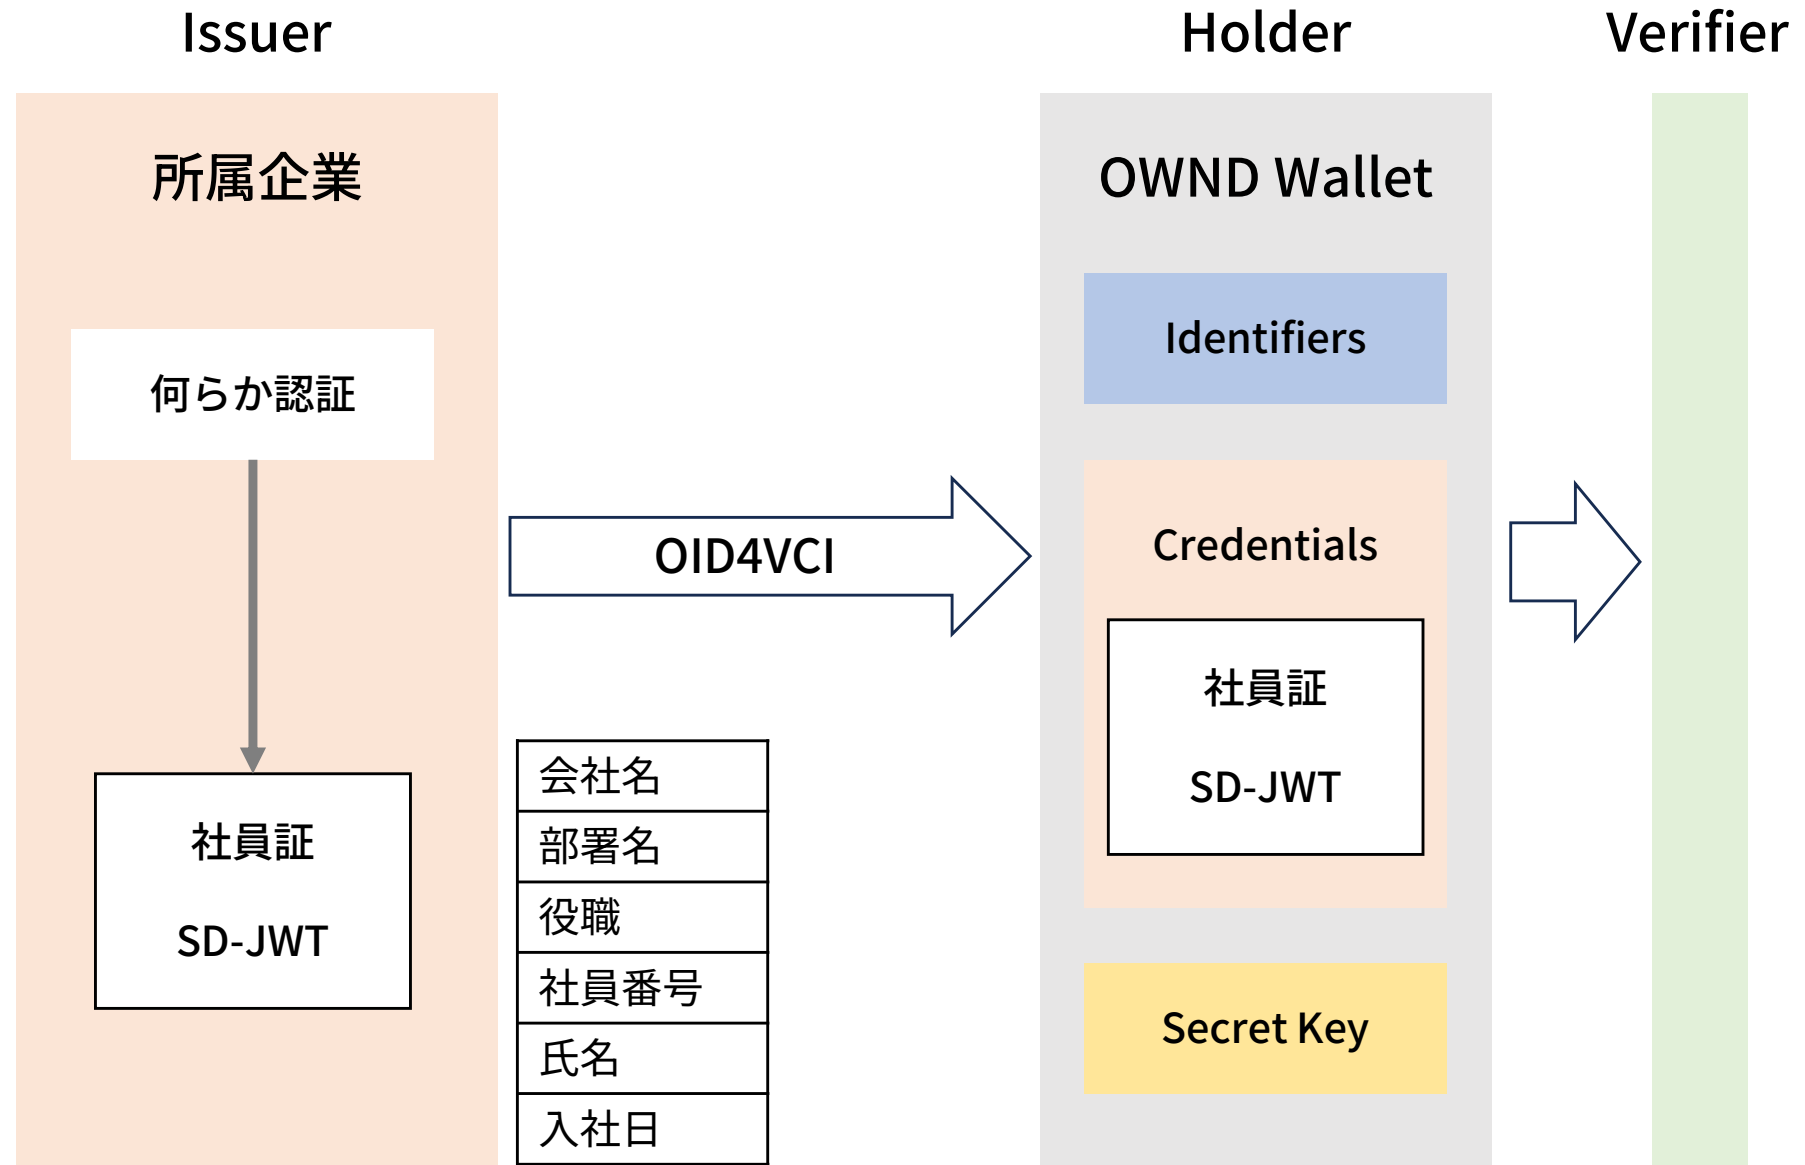 Issuer
Holder
Verifier
所属企業
何らか認証
社員証
SD-JWT
OID4VCI
会社名
部署名
役職
社員番号
氏名
入社日
OWND Wallet
Identifiers
Credentials
社員証
SD-JWT
Secret Key